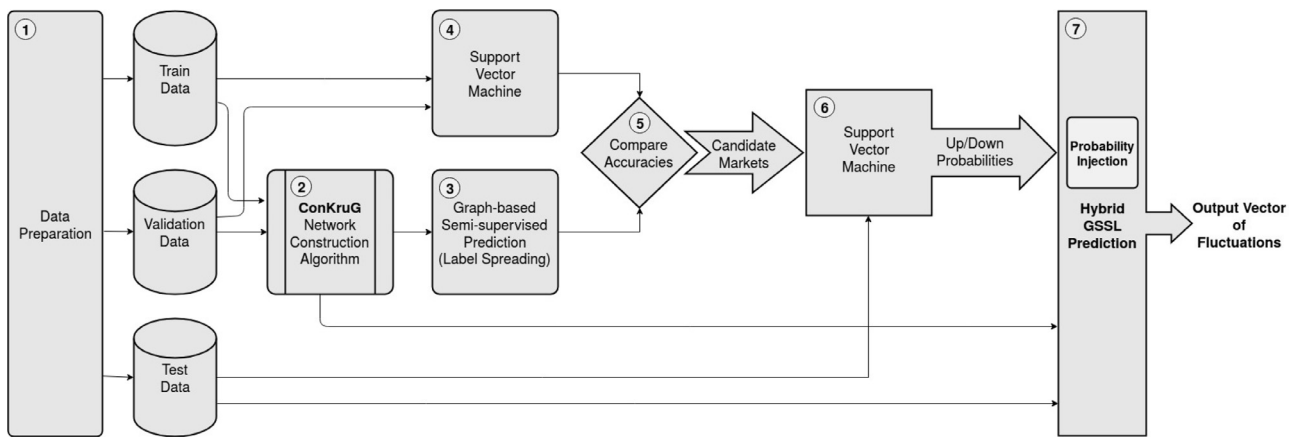 1
Data
Preparation
Train
Data
Validation
Data
Test
Data
2
ConKruG
Network
Construction
Algorithm
4
Support
Vector
Machine
3
Graph-based
Semi-supervised
Prediction
(Label Spreading)
5
Compare
Accuracies
Candidate
Markets
6
Support
Vector
Machine
Up/Down
Probabilities
7
Probability
Injection
Hybrid
GSSL
Prediction
Output Vector
of
Fluctuations